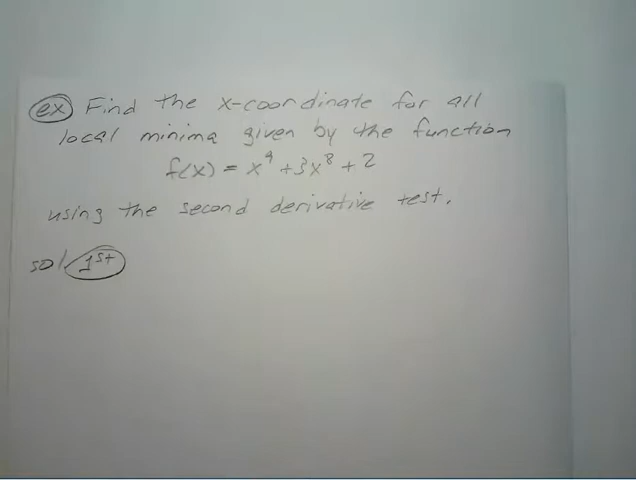 ex Find the x-coordinate for all
local minima given by the function
f(x) = x⁹ + 3x⁸ + 2
using the second derivative test.
sol 1st